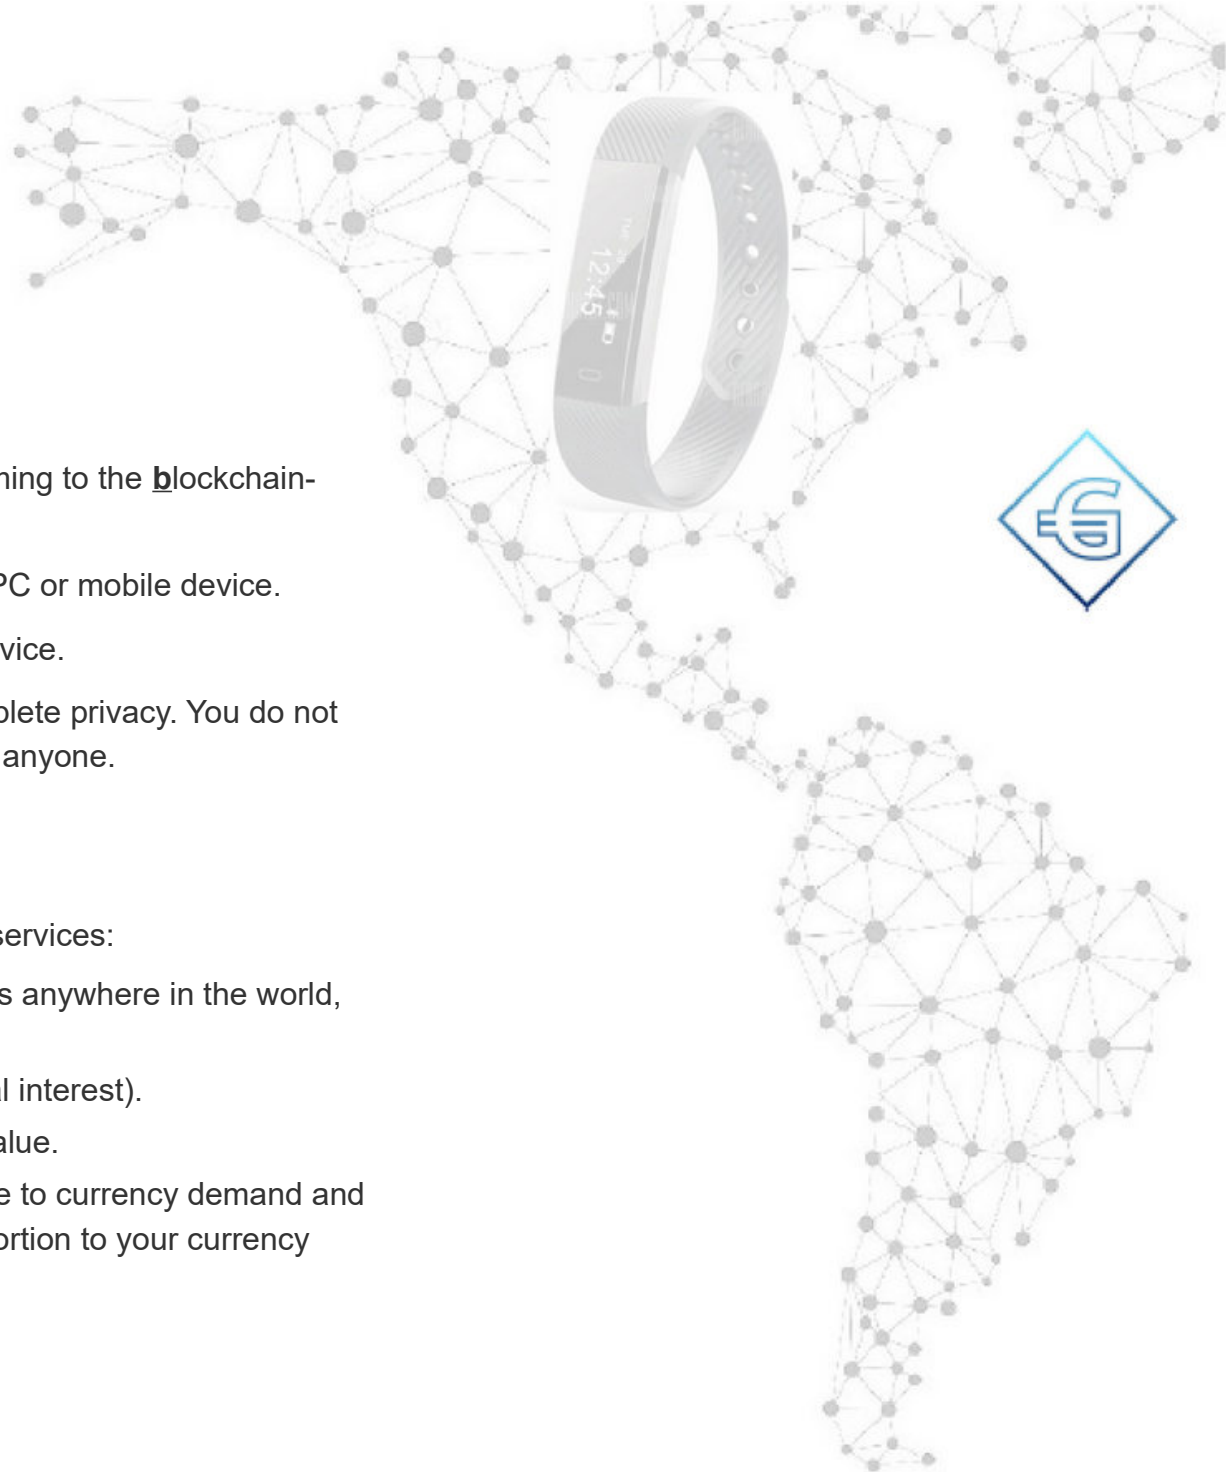 12:45
ning to the blockchain-
PC or mobile device.
vice.
plete privacy. You do not
anyone.
services:
s anywhere in the world,
l interest).
alue.
e to currency demand and
ortion to your currency